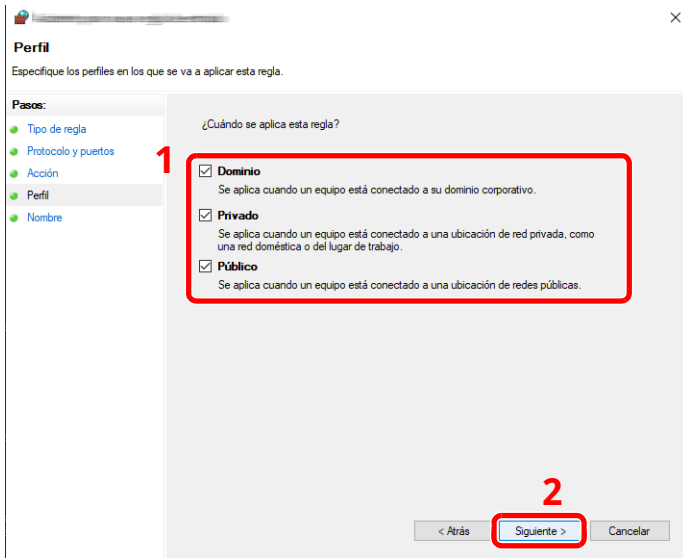 Perfil
Especifique los perfiles en los que se va a aplicar esta regla.
Pasos:
Tipo de regla
Protocolo y puertos
Acción
Perfil
Nombre
¿Cuándo se aplica esta regla?
1
Dominio
Se aplica cuando un equipo está conectado a su dominio corporativo.
Privado
Se aplica cuando un equipo está conectado a una ubicación de red privada, como
una red doméstica o del lugar de trabajo.
Público
Se aplica cuando un equipo está conectado a una ubicación de redes públicas.
2
< Atrás
Siguiente >
Cancelar